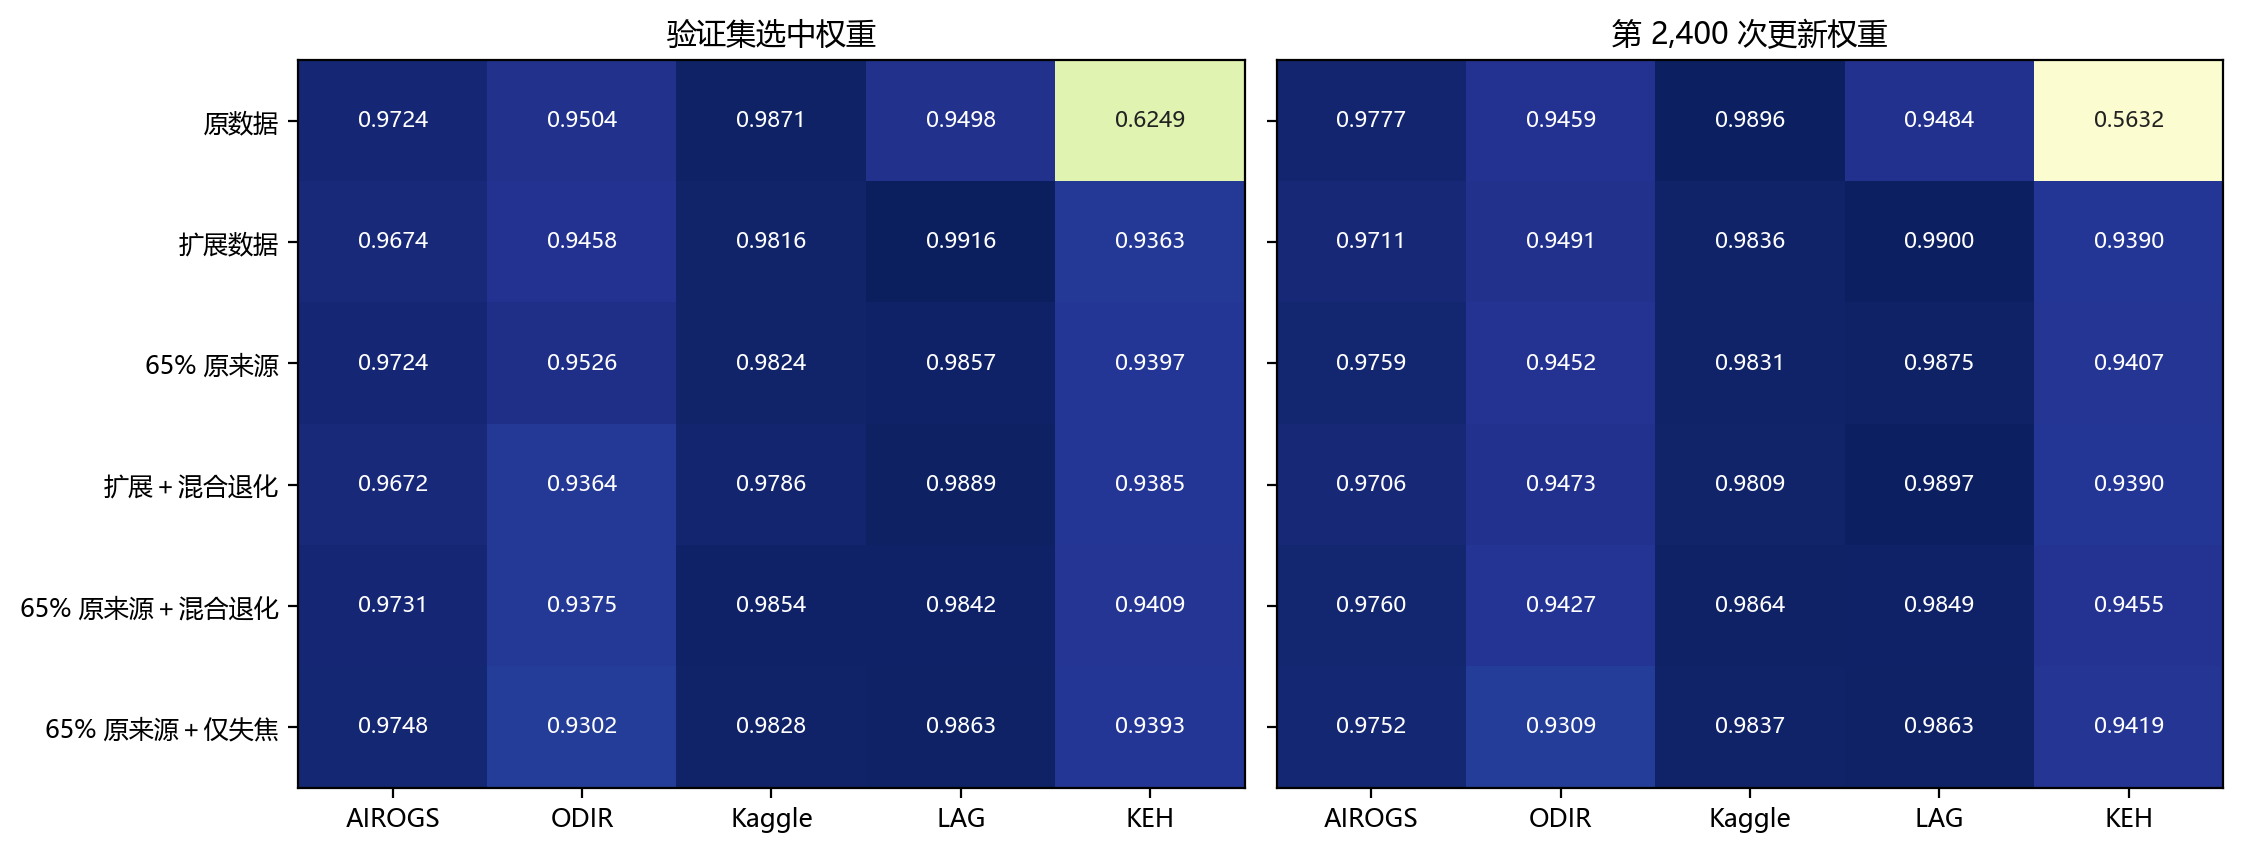 验证集选中权重 第 2,400 次更新权重
原数据 0.9724 0.9504 0.9871 0.9498 0.6249 0.9777 0.9459 0.9896 0.9484 0.5632
扩展数据 0.9674 0.9458 0.9816 0.9916 0.9363 0.9711 0.9491 0.9836 0.9900 0.9390
65% 原来源 0.9724 0.9526 0.9824 0.9857 0.9397 0.9759 0.9452 0.9831 0.9875 0.9407
扩展 + 混合退化 0.9672 0.9364 0.9786 0.9889 0.9385 0.9706 0.9473 0.9809 0.9897 0.9390
65% 原来源 + 混合退化 0.9731 0.9375 0.9854 0.9842 0.9409 0.9760 0.9427 0.9864 0.9849 0.9455
65% 原来源 + 仅失焦 0.9748 0.9302 0.9828 0.9863 0.9393 0.9752 0.9309 0.9837 0.9863 0.9419
AIROGS ODIR Kaggle LAG KEH AIROGS ODIR Kaggle LAG KEH